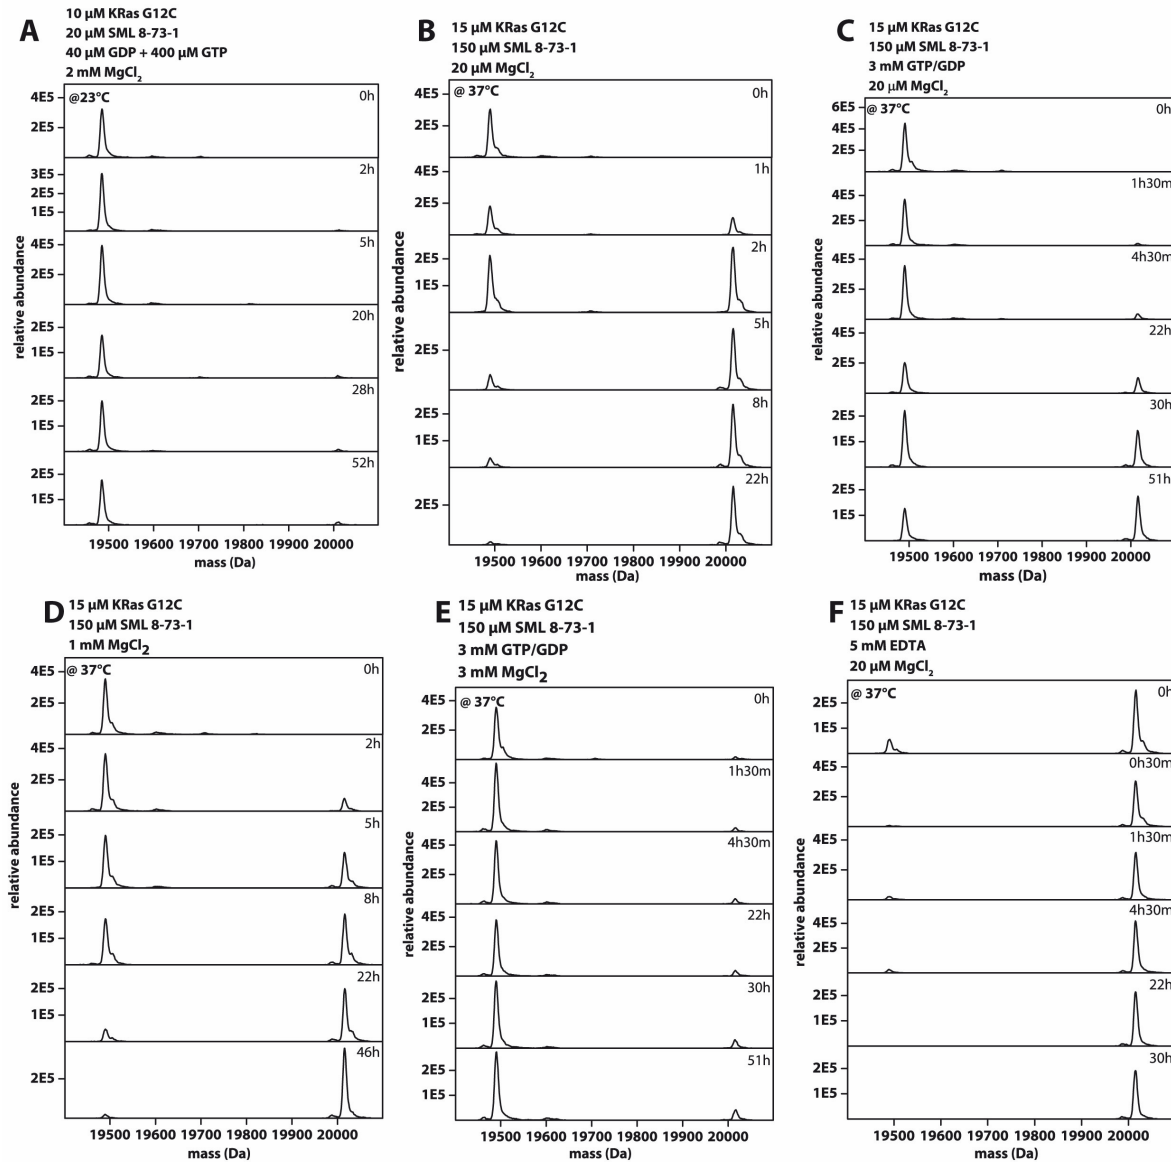 A
10 µM KRas G12C
20 µM SML 8-73-1
40 µM GDP + 400 µM GTP
2 mM MgCl2
@23°C
0h
4E5
2E5
2h
3E5
2E5
1E5
5h
4E5
2E5
20h
2E5
1E5
28h
2E5
1E5
52h
2E5
1E5
relative abundance
19500 19600 19700 19800 19900 20000
mass (Da)
B
15 µM KRas G12C
150 µM SML 8-73-1
20 µM MgCl2
@ 37°C
0h
4E5
2E5
1h
4E5
2E5
2h
2E5
1E5
5h
2E5
8h
2E5
1E5
22h
2E5
relative abundance
19500 19600 19700 19800 19900 20000
mass (Da)
C
15 µM KRas G12C
150 µM SML 8-73-1
3 mM GTP/GDP
20 µM MgCl2
@ 37°C
0h
6E5
4E5
2E5
1h30m
4E5
2E5
4h30m
4E5
2E5
22h
4E5
2E5
30h
2E5
1E5
51h
2E5
1E5
relative abundance
19500 19600 19700 19800 19900 20000
mass (Da)
D
15 µM KRas G12C
150 µM SML 8-73-1
1 mM MgCl2
@ 37°C
0h
4E5
2E5
2h
4E5
2E5
5h
2E5
1E5
8h
2E5
1E5
22h
2E5
1E5
46h
2E5
relative abundance
19500 19600 19700 19800 19900 20000
mass (Da)
E
15 µM KRas G12C
150 µM SML 8-73-1
3 mM GTP/GDP
3 mM MgCl2
@ 37°C
0h
4E5
2E5
1h30m
4E5
2E5
4h30m
4E5
2E5
22h
4E5
2E5
30h
2E5
1E5
51h
2E5
1E5
relative abundance
19500 19600 19700 19800 19900 20000
mass (Da)
F
15 µM KRas G12C
150 µM SML 8-73-1
5 mM EDTA
20 µM MgCl2
@ 37°C
0h
2E5
1E5
0h30m
4E5
2E5
1h30m
4E5
2E5
4h30m
4E5
2E5
22h
2E5
1E5
30h
2E5
1E5
relative abundance
19500 19600 19700 19800 19900 20000
mass (Da)